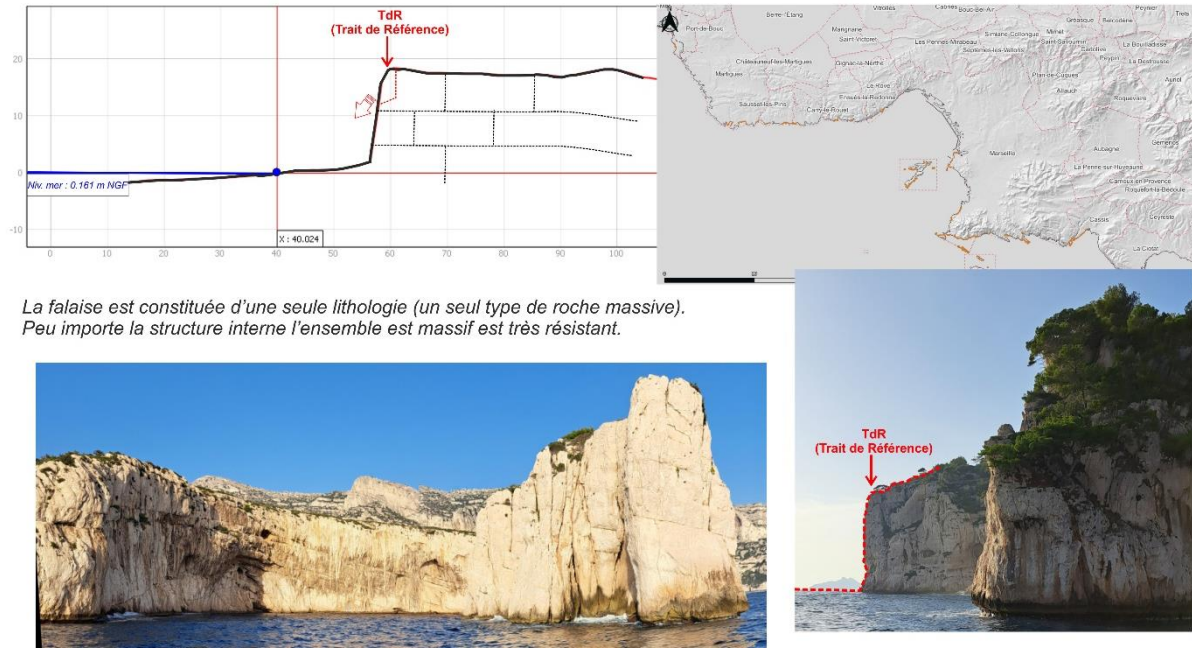 TdR
(Trait de Référence)
20
10
0
-10
Niv. mer : 0.161 m NGF
X : 40.024
0 10 20 30 40 50 60 70 80 90 100
Port-de-Bouc
Berre-l'Étang
Vitrolles
Cabriès
Bouc-Bel-Air
Peynier
Trets
Marignane
Saint-Victoret
Les Pennes-Mirabeau
Simiane-Collongue
Mimet
Gréasque
Belcodène
Saint-Savournin
Cadolive
La Bouilladisse
Peypin
La Destrousse
Châteauneuf-les-Martigues
Gignac-la-Nerthe
Septèmes-les-Vallons
Martigues
Le Rove
Plan-de-Cuques
Auriol
Allauch
Roquevaire
Sausset-les-Pins
Carry-le-Rouet
Ensuès-la-Redonne
Marseille
Aubagne
Gémenos
La Penne-sur-Huveaune
Carnoux-en-Provence
Roquefort-la-Bédoule
Cassis
Ceyreste
La Ciotat
0
La falaise est constituée d'une seule lithologie (un seul type de roche massive).
Peu importe la structure interne l'ensemble est massif est très résistant.
TdR
(Trait de Référence)